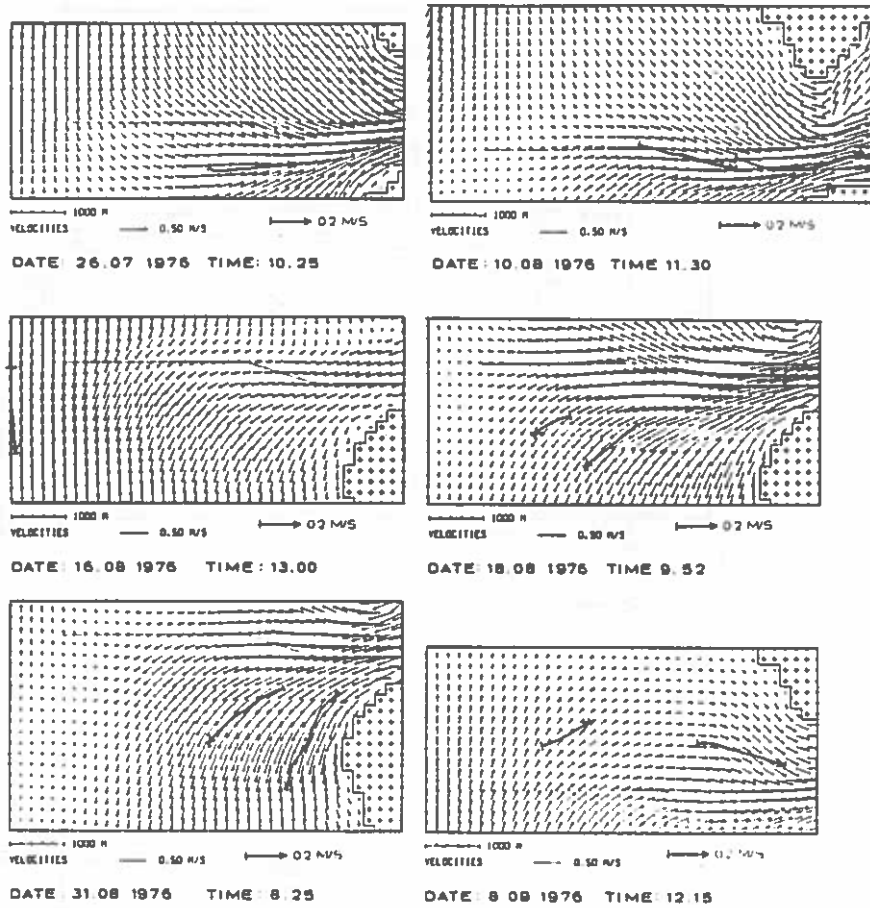 1000 M
VELOCITIES 0.50 M/S 0.2 M/S
DATE: 26.07 1976 TIME: 10.25
1000 M
VELOCITIES 0.50 M/S 0.2 M/S
DATE: 10.08 1976 TIME 11.30
1000 M
VELOCITIES 0.50 M/S 0.2 M/S
DATE: 16.08 1976 TIME: 13.00
1000 M
VELOCITIES 0.50 M/S 0.2 M/S
DATE: 18.08 1976 TIME 9.52
1000 M
VELOCITIES 0.50 M/S 0.2 M/S
DATE 31.08 1976 TIME: 8.25
1000 M
VELOCITIES 0.50 M/S 0.2 M/S
DATE: 8 09 1976 TIME: 12.15